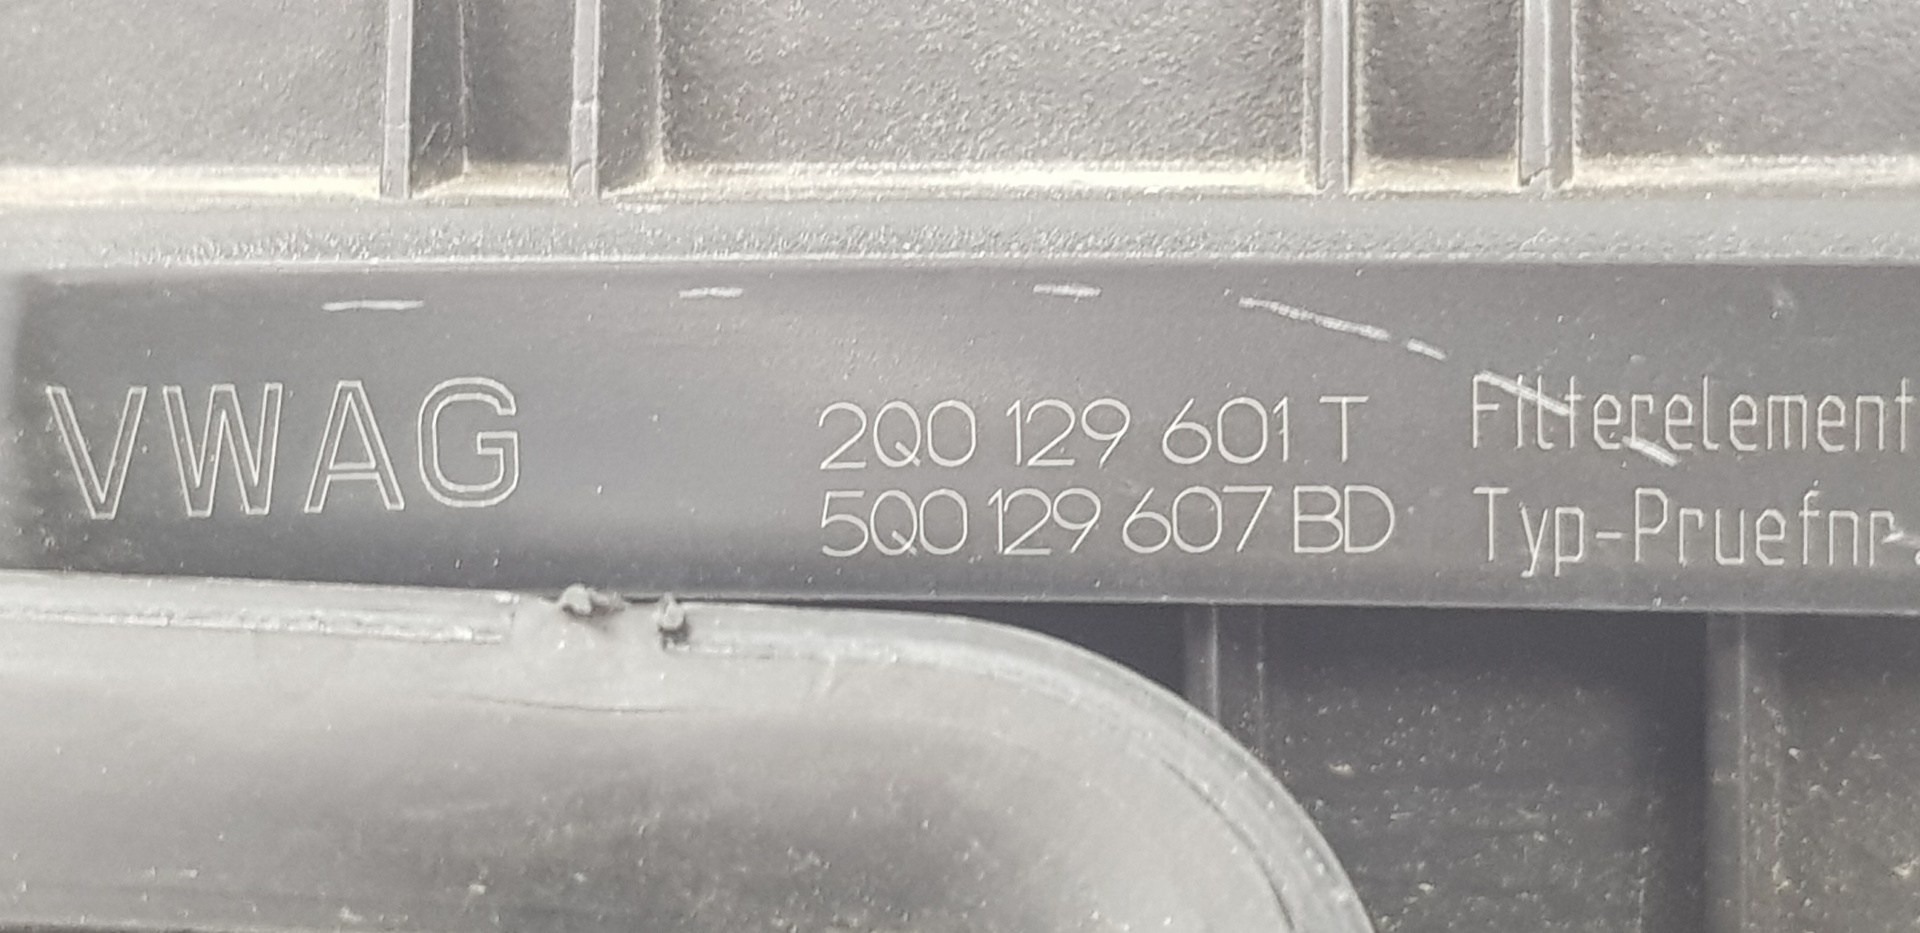 VWAG
2Q0 129 601 T
5Q0 129 607 BD
Filterelement
Typ-Pruefnr.